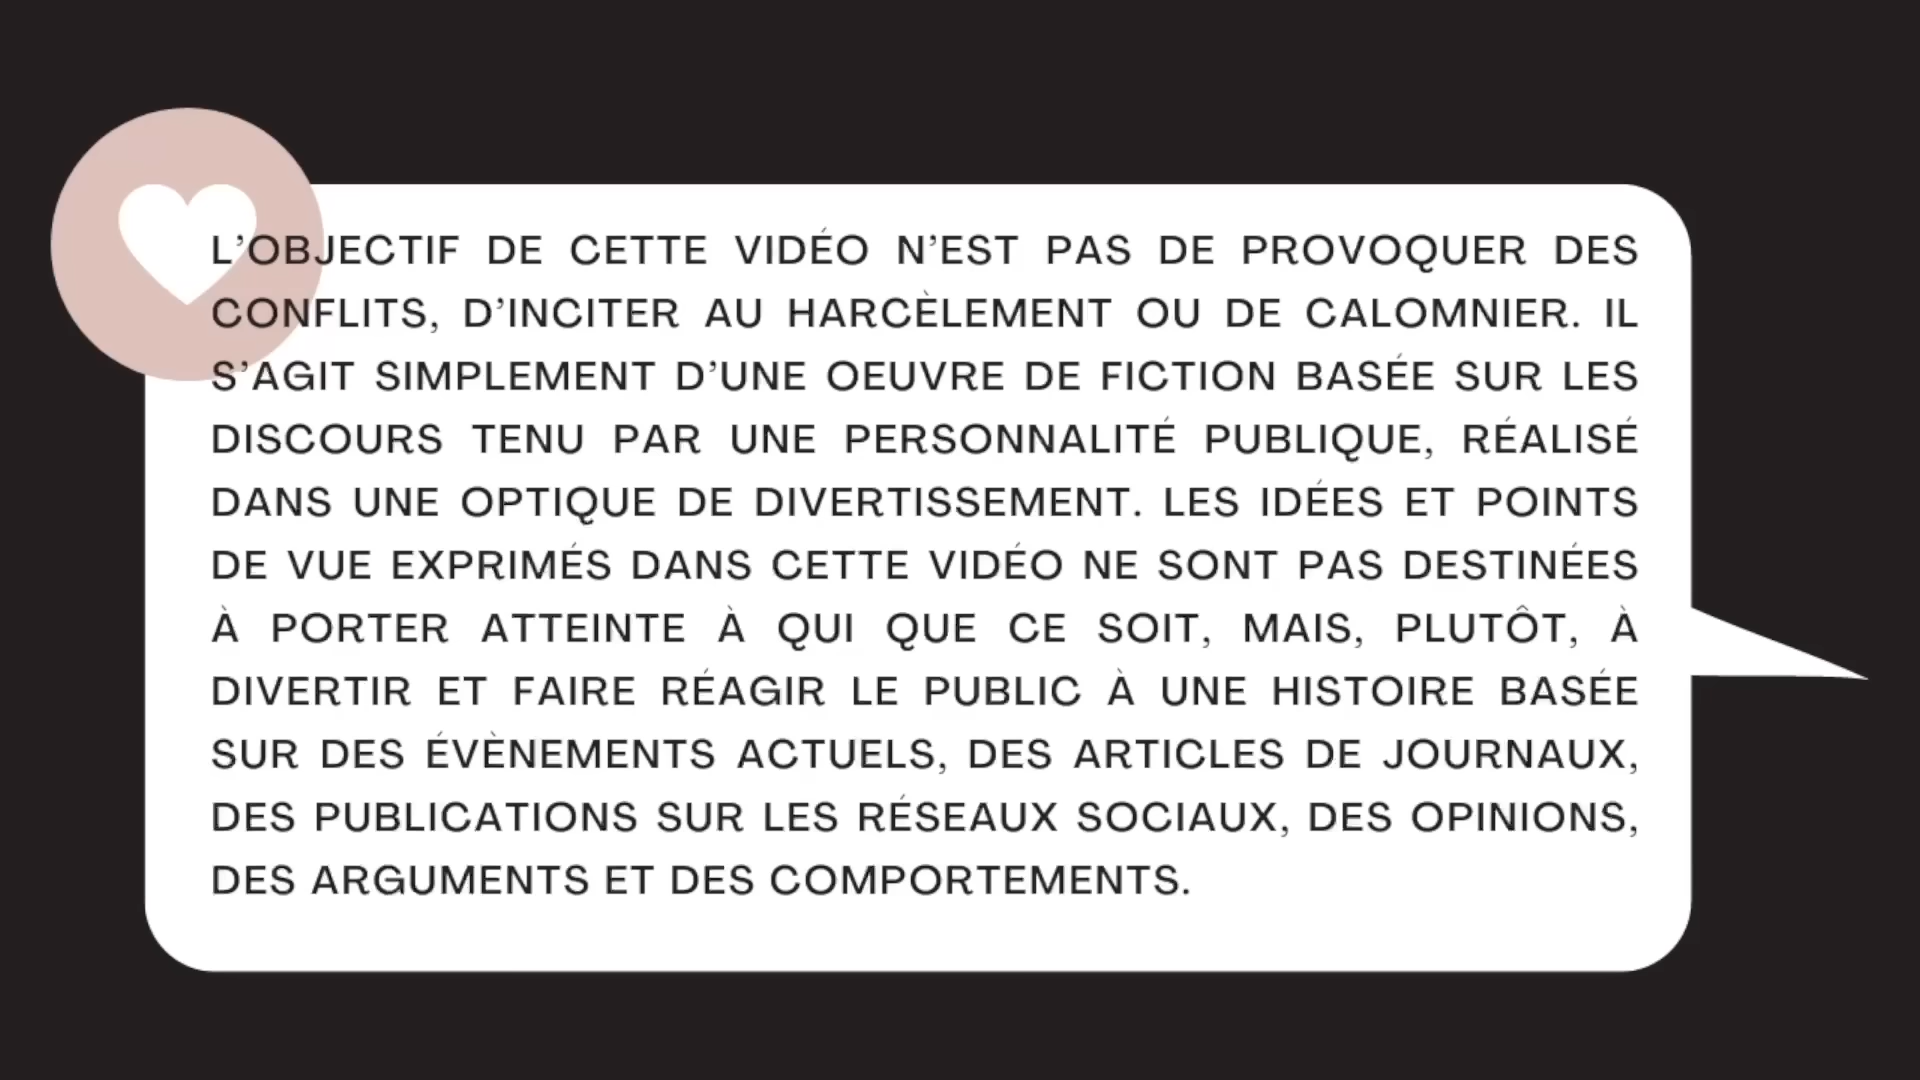 L’OBJECTIF DE CETTE VIDÉO N’EST PAS DE PROVOQUER DES
CONFLITS, D’INCITER AU HARCÈLEMENT OU DE CALOMNIER. IL
S’AGIT SIMPLEMENT D’UNE OEUVRE DE FICTION BASÉE SUR LES
DISCOURS TENU PAR UNE PERSONNALITÉ PUBLIQUE, RÉALISÉ
DANS UNE OPTIQUE DE DIVERTISSEMENT. LES IDÉES ET POINTS
DE VUE EXPRIMÉS DANS CETTE VIDÉO NE SONT PAS DESTINÉES
À PORTER ATTEINTE À QUI QUE CE SOIT, MAIS, PLUTÔT, À
DIVERTIR ET FAIRE RÉAGIR LE PUBLIC À UNE HISTOIRE BASÉE
SUR DES ÉVÈNEMENTS ACTUELS, DES ARTICLES DE JOURNAUX,
DES PUBLICATIONS SUR LES RÉSEAUX SOCIAUX, DES OPINIONS,
DES ARGUMENTS ET DES COMPORTEMENTS.